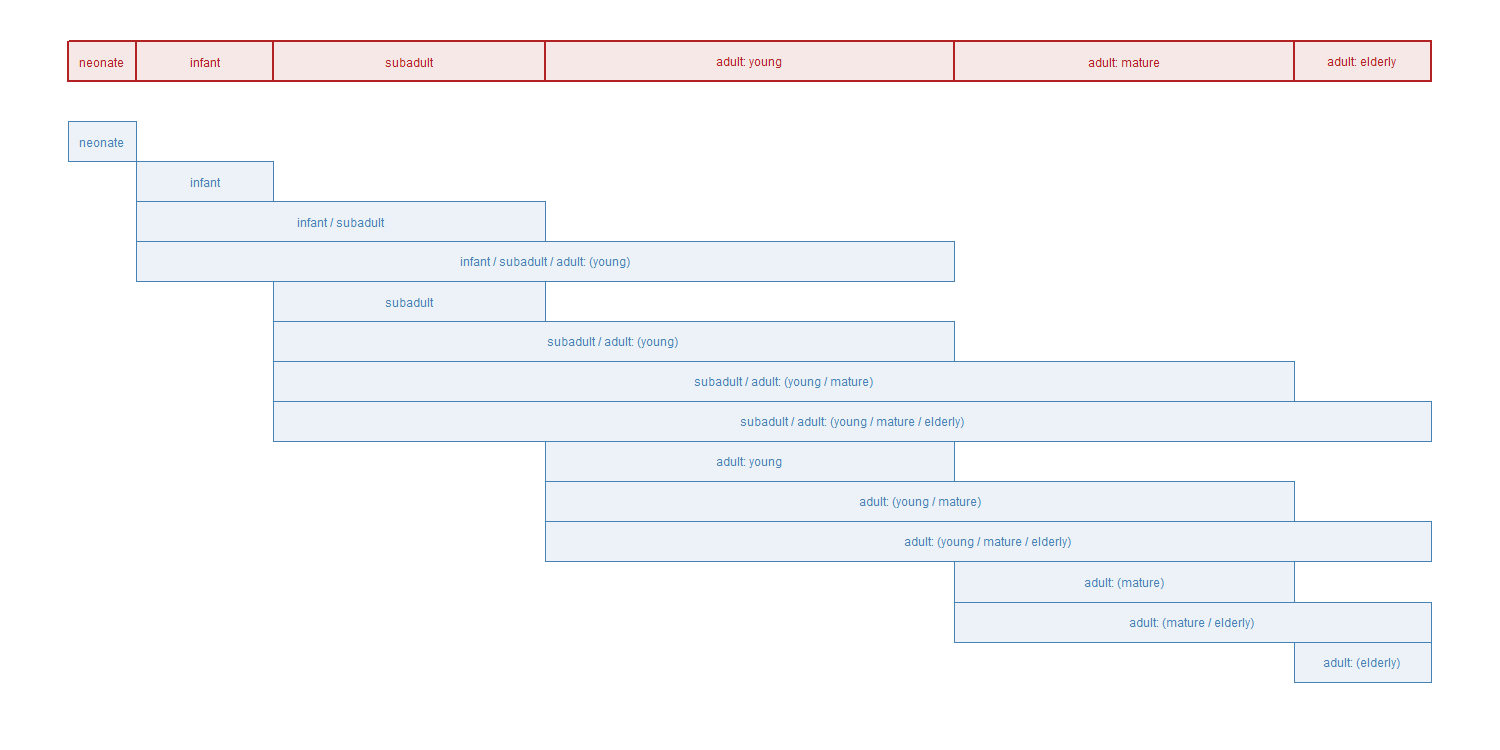 neonate
infant
subadult
adult: young
adult: mature
adult: elderly
neonate
infant
infant / subadult
infant / subadult / adult: (young)
subadult
subadult / adult: (young)
subadult / adult: (young / mature)
subadult / adult: (young / mature / elderly)
adult: young
adult: (young / mature)
adult: (young / mature / elderly)
adult: (mature)
adult: (mature / elderly)
adult: (elderly)